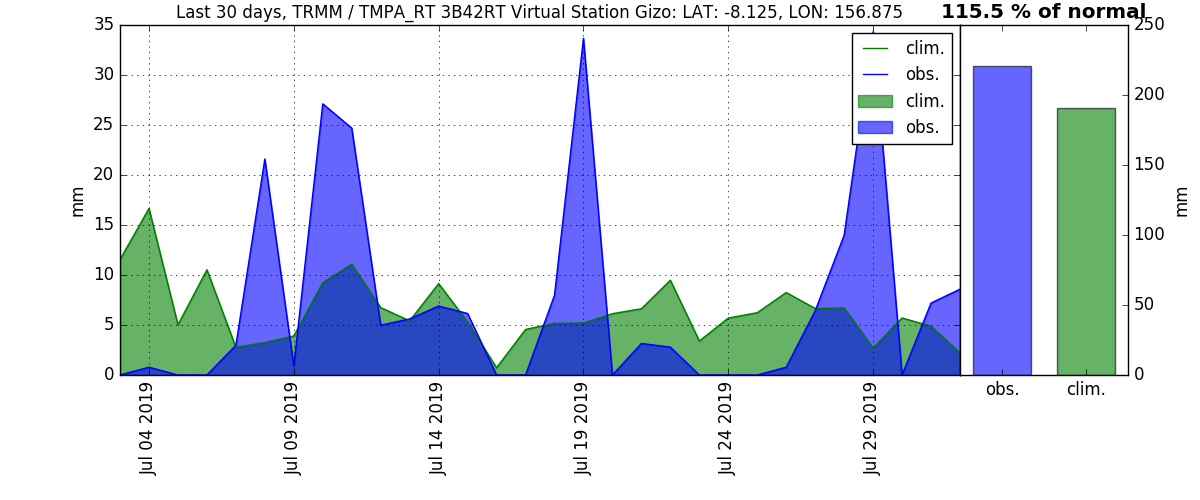 Last 30 days, TRMM / TMPA_RT 3B42RT Virtual Station Gizo: LAT: -8.125, LON: 156.875
115.5 % of normal
35
30
25
20
15
10
5
0
mm
clim.
obs.
clim.
obs.
Jul 04 2019
Jul 09 2019
Jul 14 2019
Jul 19 2019
Jul 24 2019
Jul 29 2019
250
200
150
100
50
0
mm
obs.
clim.